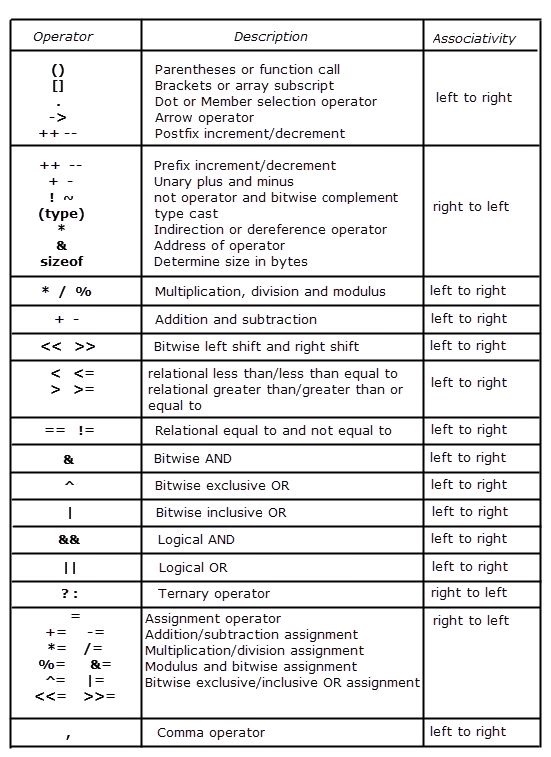 Operator Description Associativity
() Parentheses or function call
[] Brackets or array subscript
. Dot or Member selection operator left to right
-> Arrow operator
++ -- Postfix increment/decrement
++ -- Prefix increment/decrement
+ - Unary plus and minus
! ~ not operator and bitwise complement
(type) type cast right to left
* Indirection or dereference operator
& Address of operator
sizeof Determine size in bytes
* / % Multiplication, division and modulus left to right
+ - Addition and subtraction left to right
<< >> Bitwise left shift and right shift left to right
< <= relational less than/less than equal to left to right
> >= relational greater than/greater than or
equal to
== != Relational equal to and not equal to left to right
& Bitwise AND left to right
^ Bitwise exclusive OR left to right
| Bitwise inclusive OR left to right
&& Logical AND left to right
|| Logical OR left to right
? : Ternary operator right to left
= Assignment operator right to left
+= -= Addition/subtraction assignment
*= /= Multiplication/division assignment
%= &= Modulus and bitwise assignment
^= |= Bitwise exclusive/inclusive OR assignment
<<= >>=
, Comma operator left to right